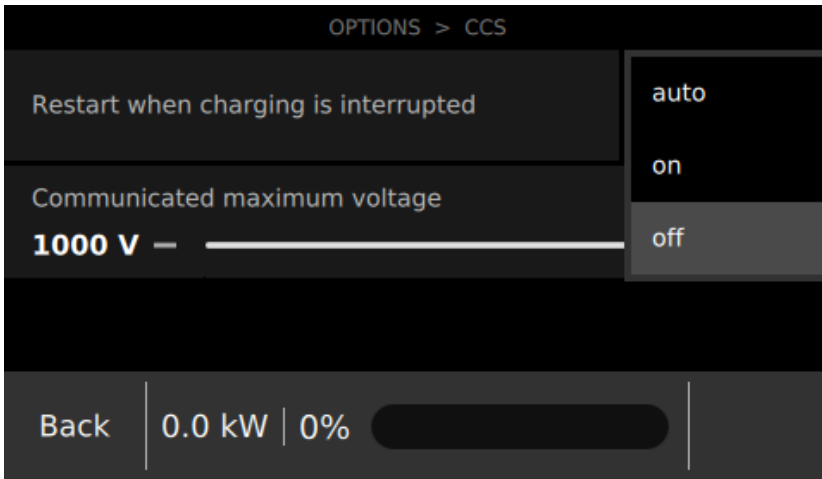 OPTIONS > CCS
Restart when charging is interrupted
auto
on
off
Communicated maximum voltage
1000 V
Back
0.0 kW
0%